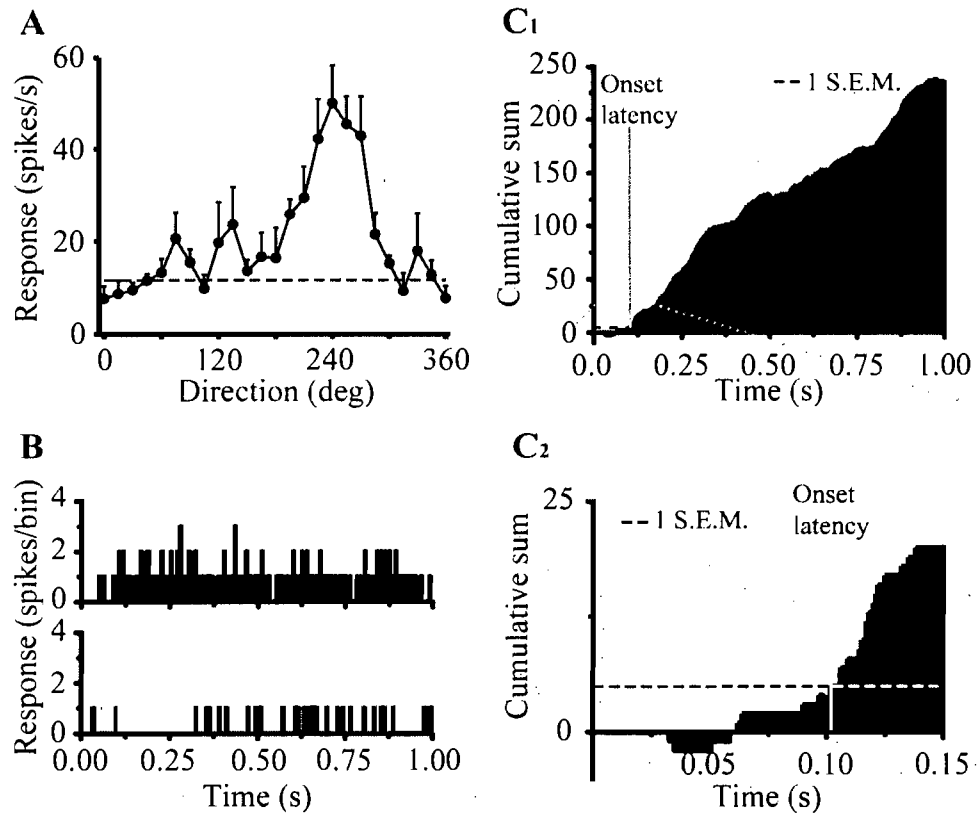 A
Response (spikes/s)
60
40
20
0
0 120 240 360
Direction (deg)
B
Response (spikes/bin)
4
2
0
4
2
0
0.00 0.25 0.50 0.75 1.00
Time (s)
C1
Cumulative sum
250
200
150
100
50
0
Onset
latency
1 S.E.M.
0.0 0.25 0.50 0.75 1.00
Time (s)
C2
Cumulative sum
25
0
1 S.E.M.
Onset
latency
0.05 0.10 0.15
Time (s)